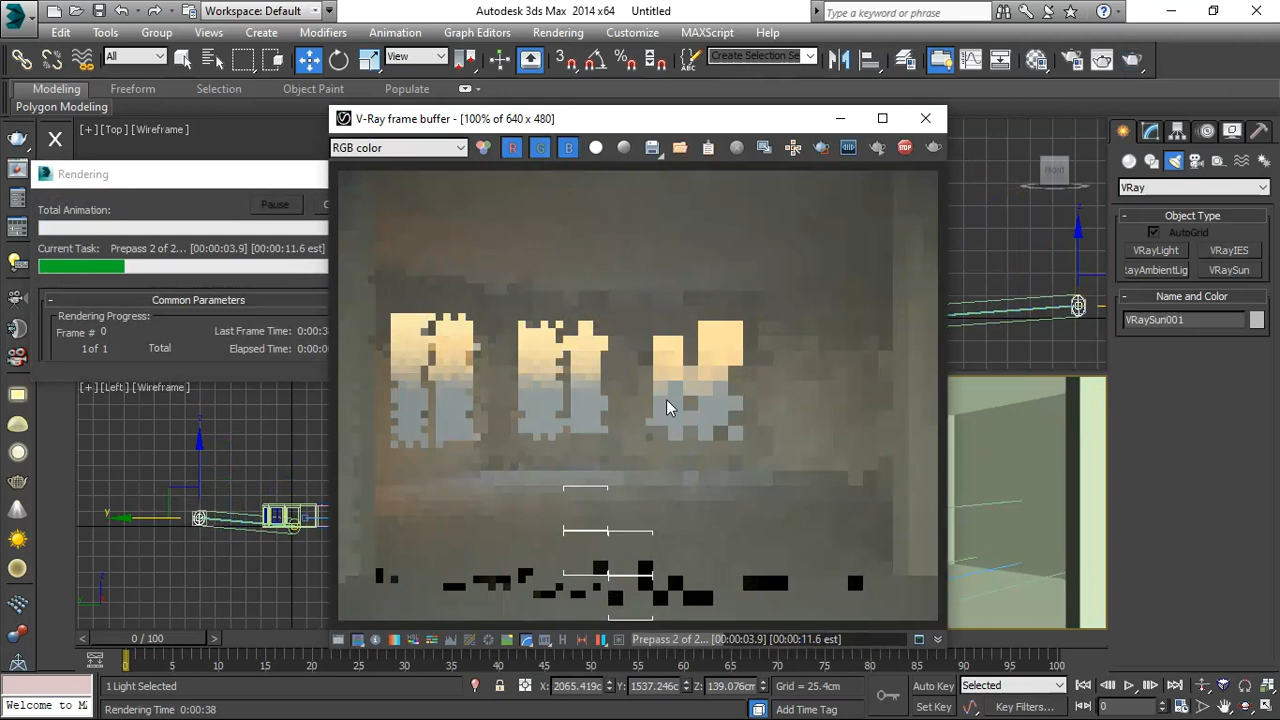 Workspace: Default
Autodesk 3ds Max 2014 x64
Untitled
Type a keyword or phrase
Edit
Tools
Group
Views
Create
Modifiers
Animation
Graph Editors
Rendering
Customize
MAXScript
Help
All
View
3
Create Selection Se
Modeling
Freeform
Selection
Object Paint
Populate
Polygon Modeling
[+] [Top] [Wireframe]
V-Ray frame buffer - [100% of 640 x 480]
RGB color
R
G
B
STOP
Rendering
Total Animation:
Pause
C
Current Task:
Prepass 2 of 2... [00:00:03.9] [00:00:11.6 est]
Common Parameters
Rendering Progress:
Frame # 0
Last Frame Time: 0:00:3
1 of 1
Total
Elapsed Time: 0:00:0
FRONT
z
VRay
Object Type
AutoGrid
VRayLight
VRayIES
RayAmbientLig
VRaySun
Name and Color
VRaySun001
[+] [Left] [Wireframe]
z
y
H
Prepass 2 of 2... [00:00:03.9] [00:00:11.6 est]
0 / 100
0 5 10 15 20 25 30 35 40 45 50 55 60 65 70 75 80 85 90 95 100
1 Light Selected
X: 2065.419c
Y: 1537.246c
Z: 139.076cm
Grid = 25.4cm
Auto Key
Selected
Welcome to M
Rendering Time 0:00:38
Add Time Tag
Set Key
Key Filters...
0